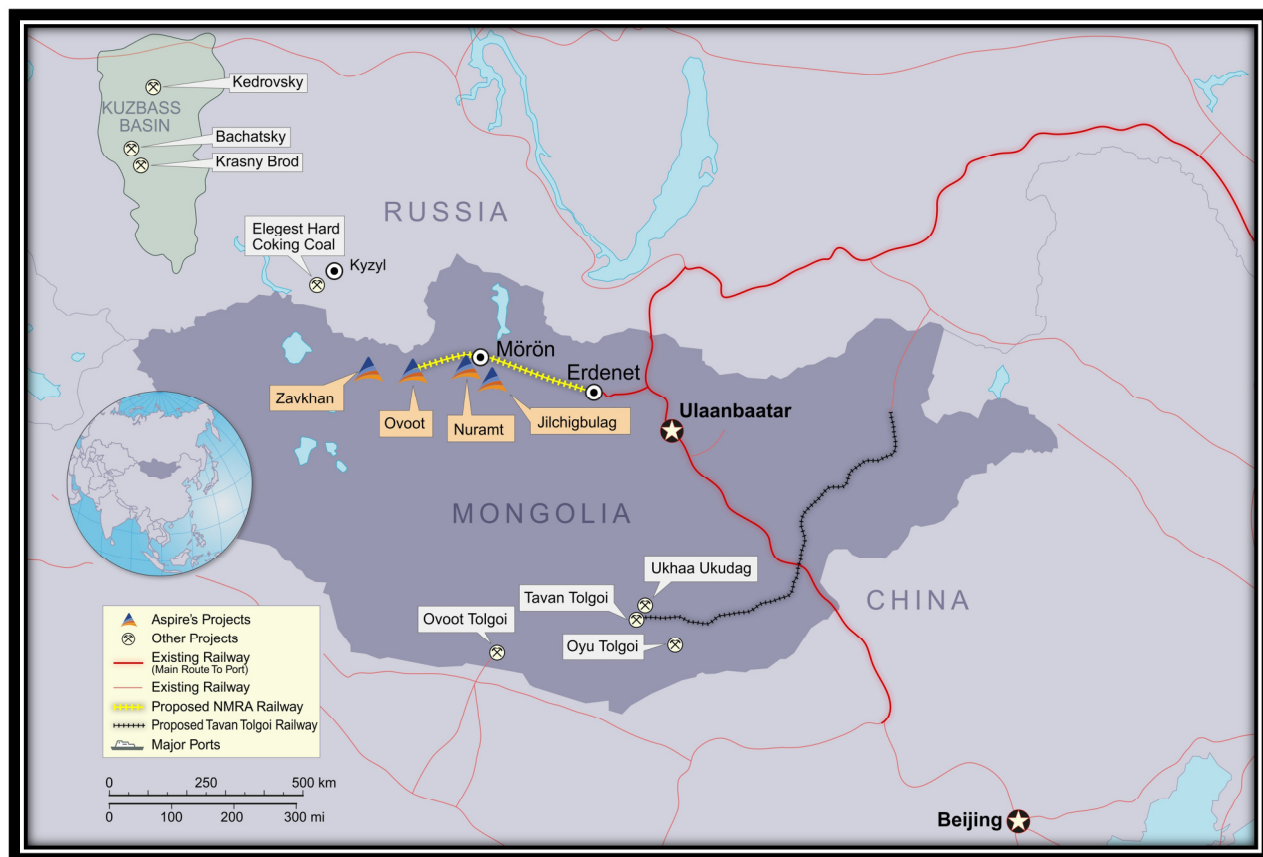 Kedrovsky
KUZBASS
BASIN
Bachatsky
Krasny Brod
RUSSIA
Elegest Hard
Coking Coal
Kyzyl
Mörön
Erdenet
Zavkhan
Ovoot
Nuramt
Jilchigbulag
Ulaanbaatar
MONGOLIA
Ukhaa Ukudag
Tavan Tolgoi
CHINA
Ovoot Tolgoi
Oyu Tolgoi
Aspire's Projects
Other Projects
Existing Railway
(Main Route To Port)
Existing Railway
Proposed NMRA Railway
Proposed Tavan Tolgoi Railway
Major Ports
0 250 500 km
0 100 200 300 mi
Beijing